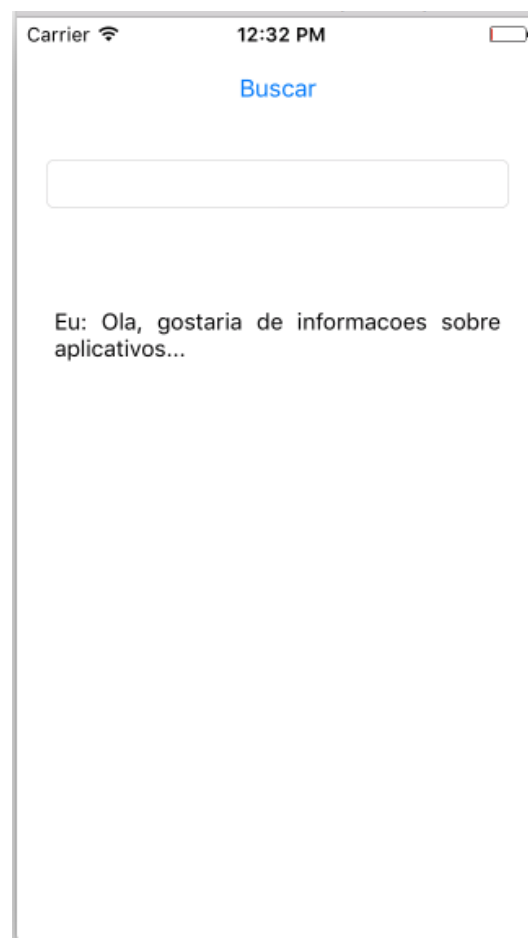 Carrier 12:32 PM
Buscar
Eu: Ola, gostaria de informacoes sobre
aplicativos...